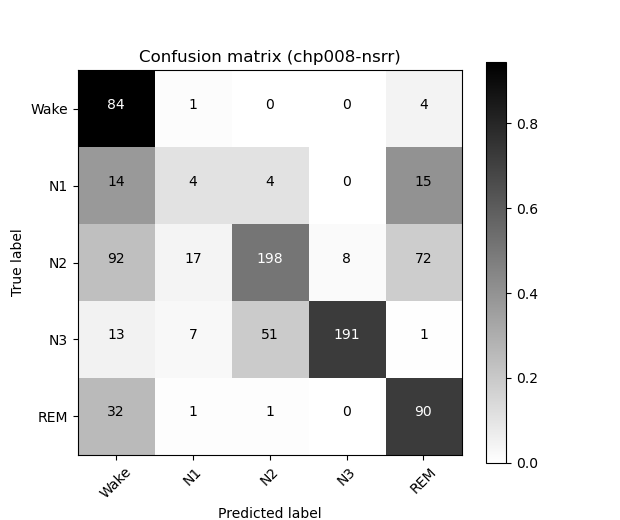 Confusion matrix (chp008-nsrr)
Wake 84 1 0 0 4
N1 14 4 4 0 15
N2 92 17 198 8 72
N3 13 7 51 191 1
REM 32 1 1 0 90
Wake N1 N2 N3 REM
True label
Predicted label
0.8
0.6
0.4
0.2
0.0